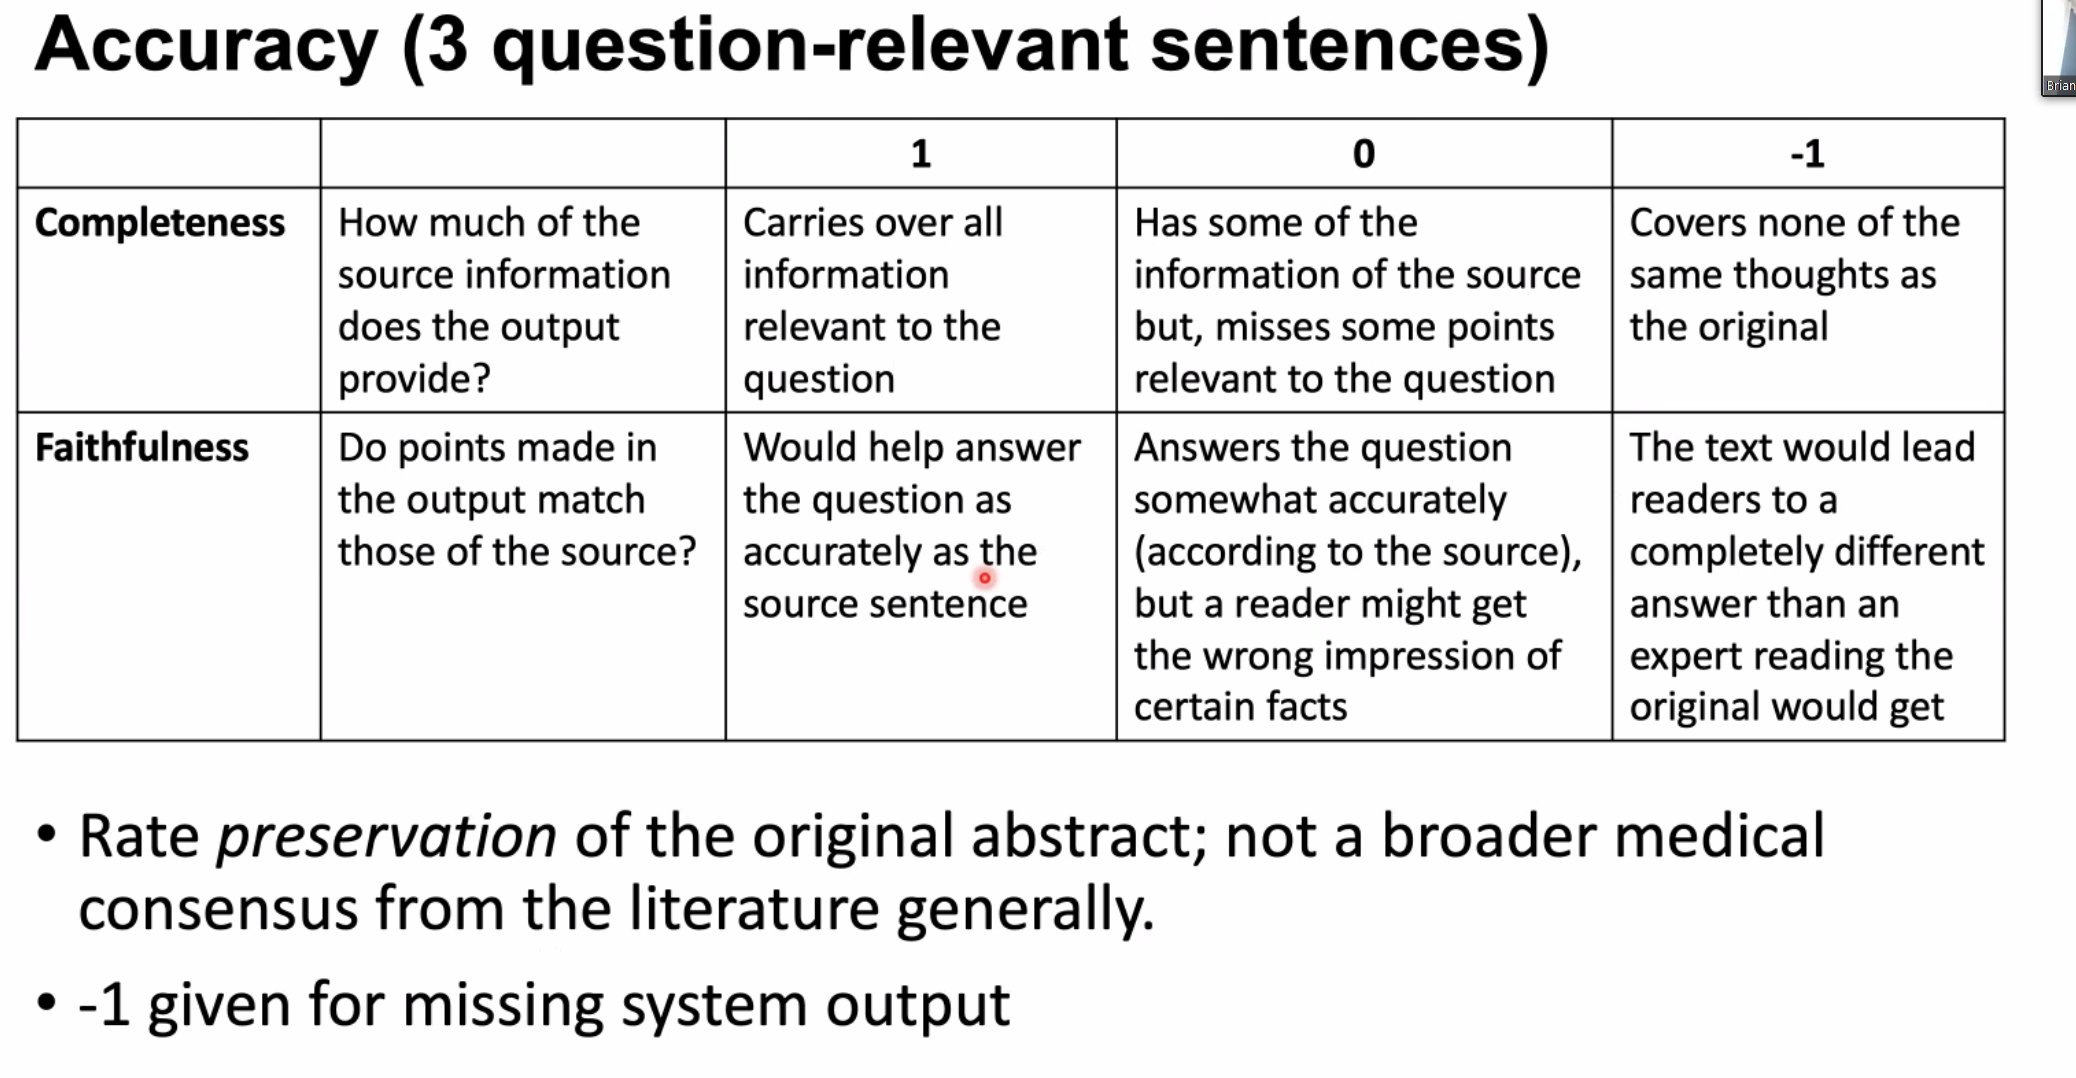 Accuracy (3 question-relevant sentences)
Brian
1
0
-1
Completeness
How much of the
source information
does the output
provide?
Carries over all
information
relevant to the
question
Has some of the
information of the source
but, misses some points
relevant to the question
Covers none of the
same thoughts as
the original
Faithfulness
Do points made in
the output match
those of the source?
Would help answer
the question as
accurately as the
source sentence
Answers the question
somewhat accurately
(according to the source),
but a reader might get
the wrong impression of
certain facts
The text would lead
readers to a
completely different
answer than an
expert reading the
original would get
• Rate preservation of the original abstract; not a broader medical
consensus from the literature generally.
• -1 given for missing system output